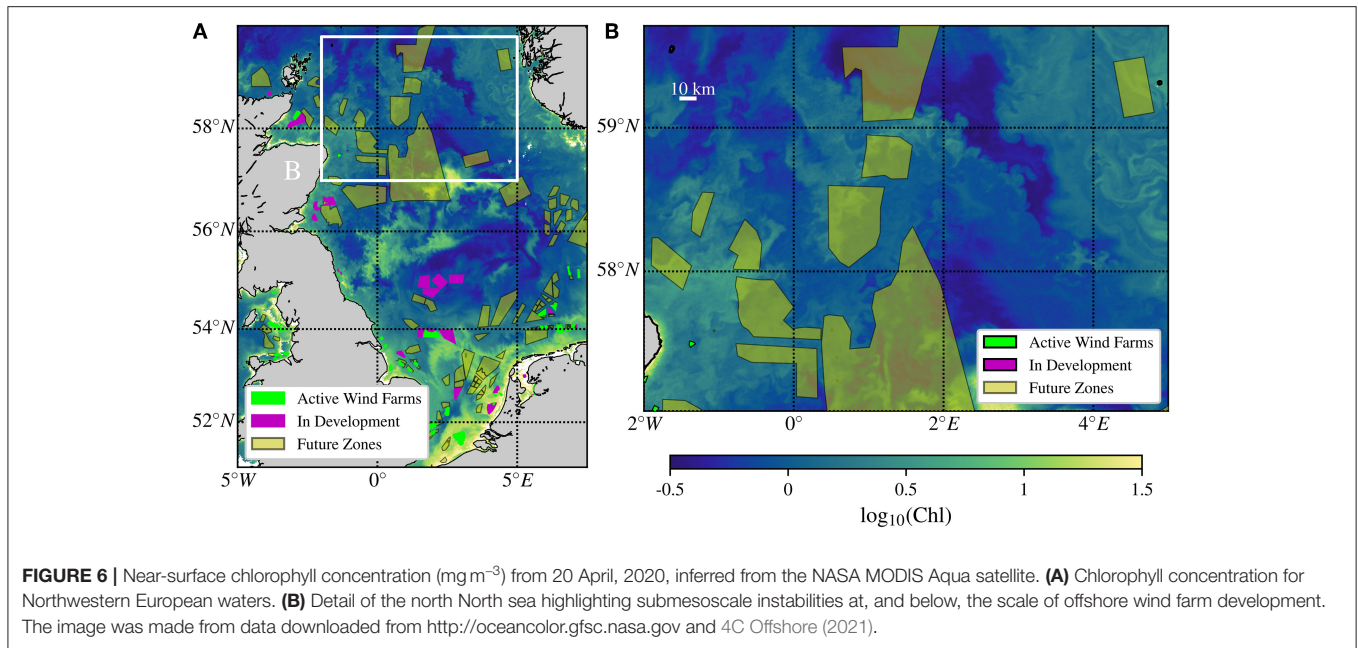 A
58°N
56°N
54°N
52°N
5°W
0°
5°E
B
Active Wind Farms
In Development
Future Zones
B
10 km
59°N
58°N
2°W
0°
2°E
4°E
Active Wind Farms
In Development
Future Zones
-0.5
0
0.5
1
1.5
log10(Chl)
FIGURE 6 | Near-surface chlorophyll concentration (mg m–3) from 20 April, 2020, inferred from the NASA MODIS Aqua satellite. (A) Chlorophyll concentration for
Northwestern European waters. (B) Detail of the north North sea highlighting submesoscale instabilities at, and below, the scale of offshore wind farm development.
The image was made from data downloaded from http://oceancolor.gsfc.nasa.gov and 4C Offshore (2021).